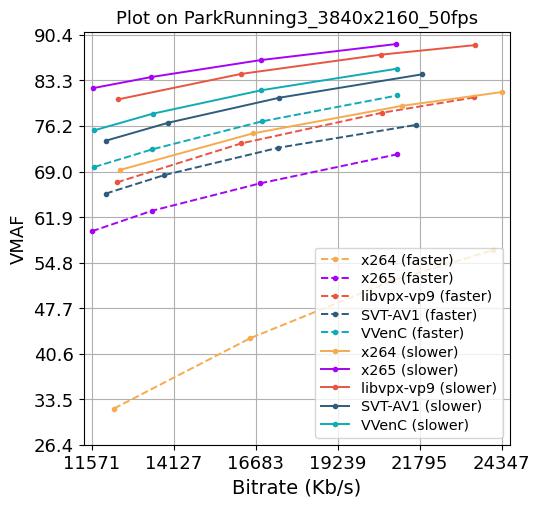 Plot on ParkRunning3_3840x2160_50fps
90.4
83.3
76.2
69.0
61.9
54.8
47.7
40.6
33.5
26.4
VMAF
x264 (faster)
x265 (faster)
libvpx-vp9 (faster)
SVT-AV1 (faster)
VVenC (faster)
x264 (slower)
x265 (slower)
libvpx-vp9 (slower)
SVT-AV1 (slower)
VVenC (slower)
11571 14127 16683 19239 21795 24347
Bitrate (Kb/s)